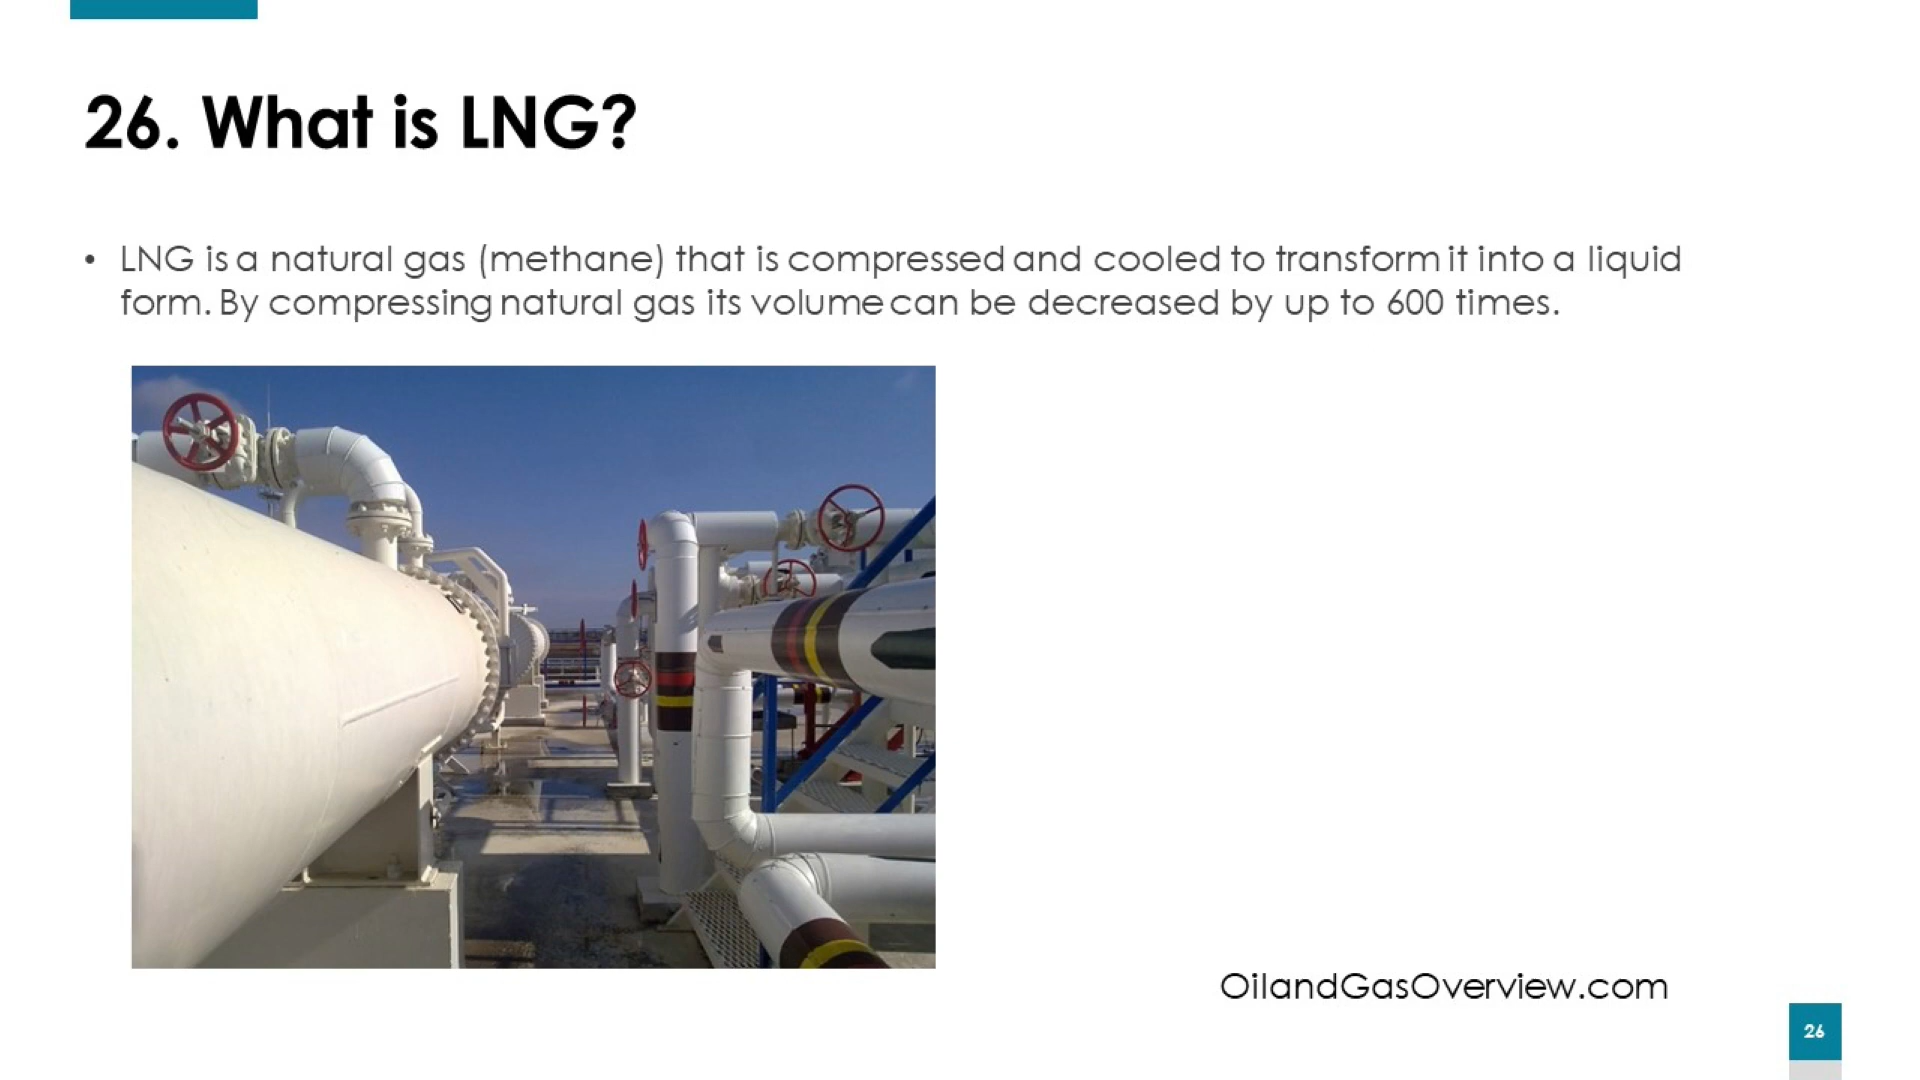 26. What is LNG?
• LNG is a natural gas (methane) that is compressed and cooled to transform it into a liquid
form. By compressing natural gas its volume can be decreased by up to 600 times.
OilandGasOverview.com
26